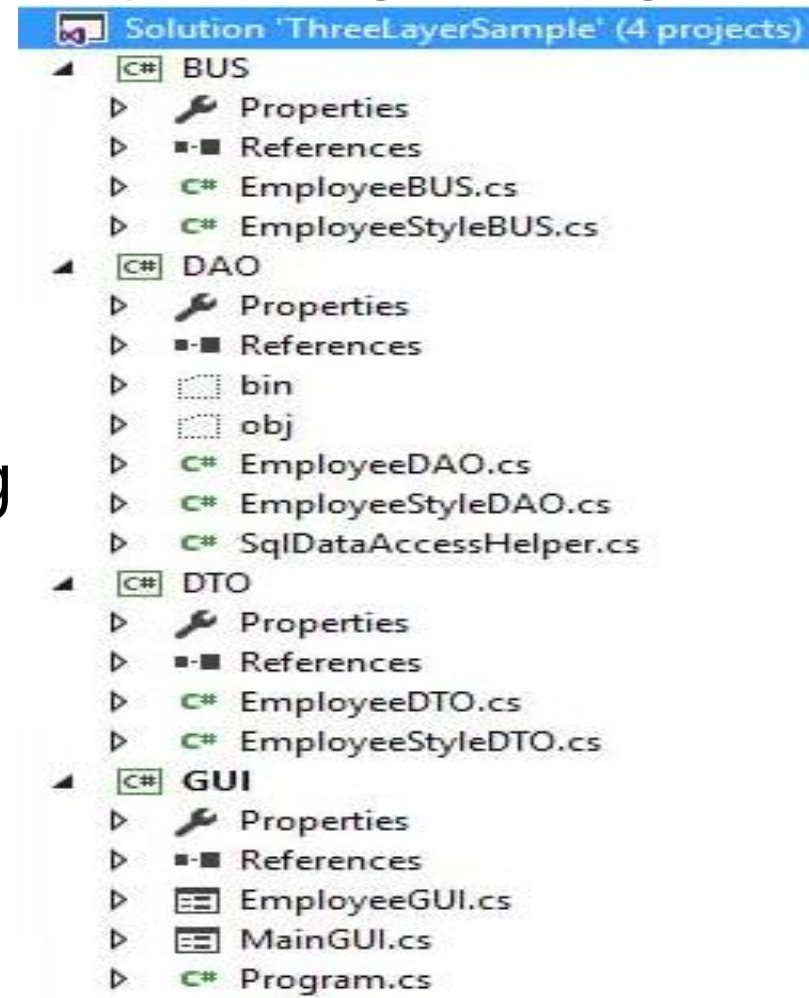 Solution 'ThreeLayerSample' (4 projects)
C# BUS
Properties
References
C# EmployeeBUS.cs
C# EmployeeStyleBUS.cs
C# DAO
Properties
References
bin
obj
g
C# EmployeeDAO.cs
C# EmployeeStyleDAO.cs
C# SqlDataAccessHelper.cs
C# DTO
Properties
References
C# EmployeeDTO.cs
C# EmployeeStyleDTO.cs
C# GUI
Properties
References
EmployeeGUI.cs
MainGUI.cs
C# Program.cs